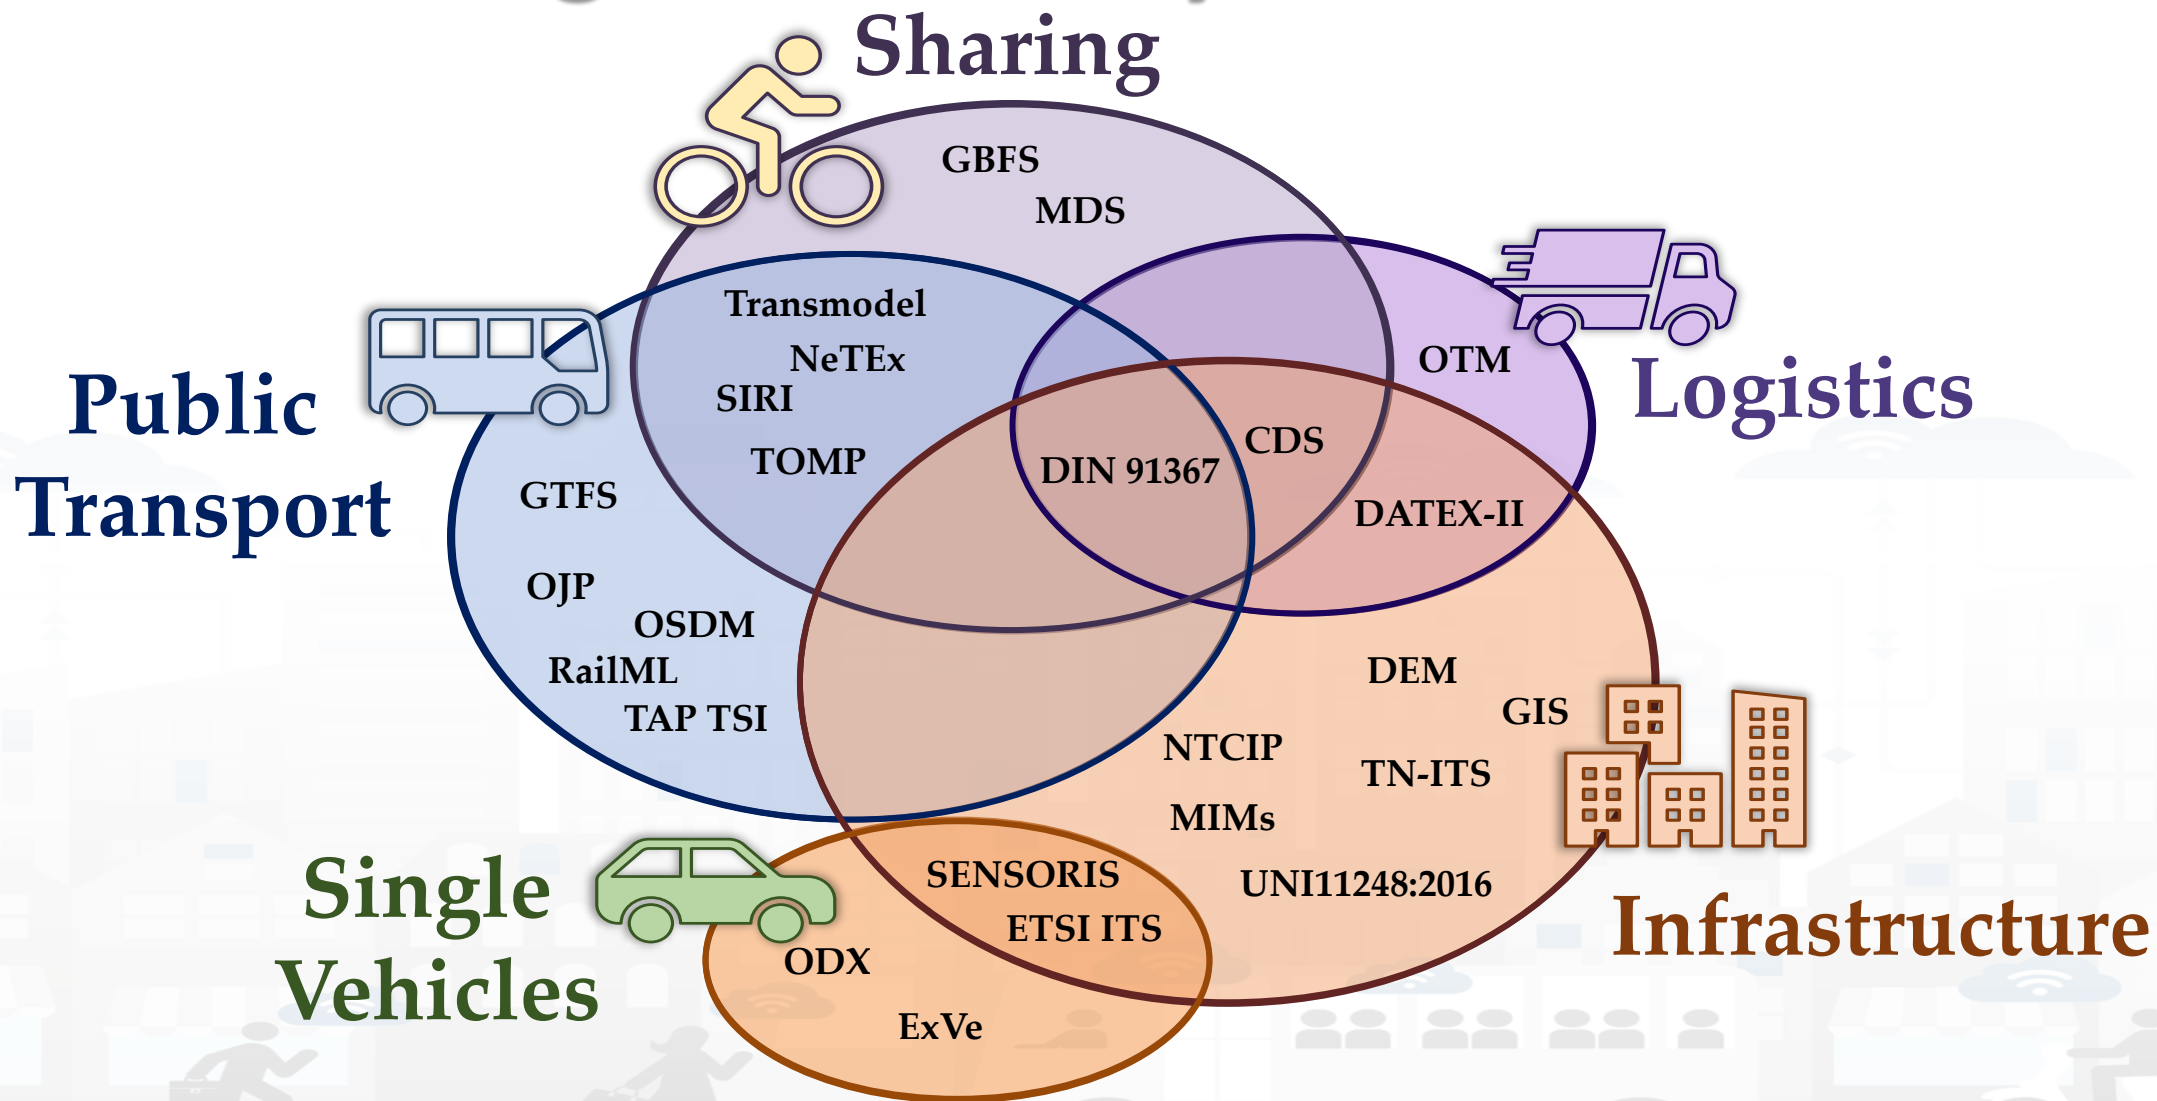 Sharing
GBFS
MDS
Transmodel
NeTEx
SIRI
TOMP
OTM
Logistics
Public
Transport
CDS
DIN 91367
DATEX-II
GTFS
OJP
OSDM
RailML
TAP TSI
DEM
GIS
NTCIP
TN-ITS
MIMs
UNI11248:2016
Infrastructure
Single
Vehicles
SENSORIS
ETSI ITS
ODX
ExVe